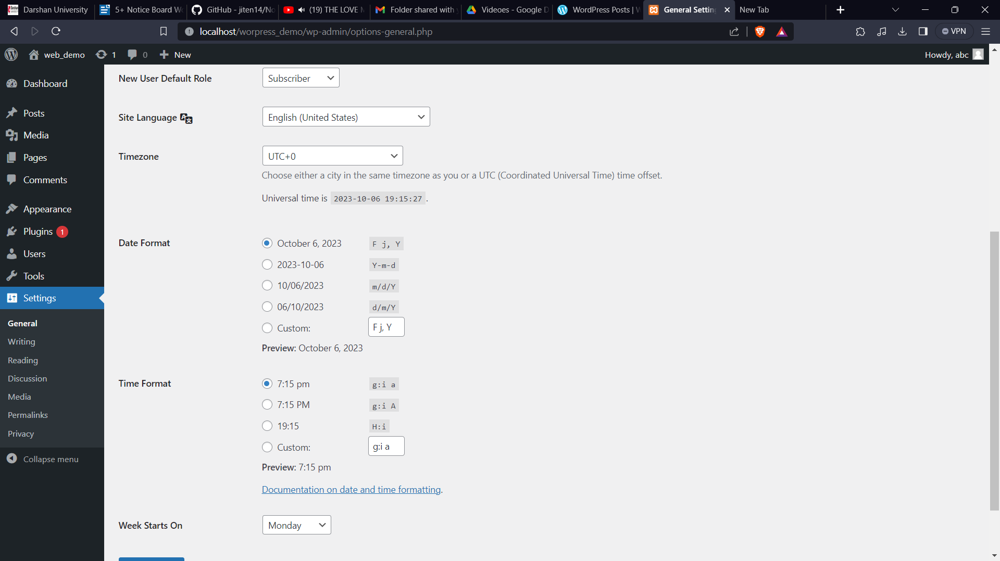 Darshan University
5+ Notice Board W
GitHub - jiten14/No
(19) THE LOVE
Folder shared with
Videoes - Google D
WordPress Posts |
General Settin
New Tab
localhost/worpress_demo/wp-admin/options-general.php
VPN
web_demo
1
0
New
Howdy, abc
Dashboard
Posts
Media
Pages
Comments
Appearance
Plugins 1
Users
Tools
Settings
General
Writing
Reading
Discussion
Media
Permalinks
Privacy
Collapse menu
New User Default Role
Subscriber
Site Language
English (United States)
Timezone
UTC+0
Choose either a city in the same timezone as you or a UTC (Coordinated Universal Time) time offset.
Universal time is 2023-10-06 19:15:27 .
Date Format
October 6, 2023 F j, Y
2023-10-06 Y-m-d
10/06/2023 m/d/Y
06/10/2023 d/m/Y
Custom: F j, Y
Preview: October 6, 2023
Time Format
7:15 pm g:i a
7:15 PM g:i A
19:15 H:i
Custom: g:i a
Preview: 7:15 pm
Documentation on date and time formatting.
Week Starts On
Monday